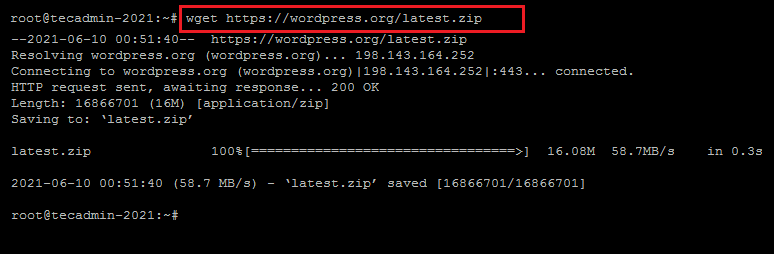 root@tecadmin-2021:~# wget https://wordpress.org/latest.zip
--2021-06-10 00:51:40--  https://wordpress.org/latest.zip
Resolving wordpress.org (wordpress.org)... 198.143.164.252
Connecting to wordpress.org (wordpress.org)|198.143.164.252|:443... connected.
HTTP request sent, awaiting response... 200 OK
Length: 16866701 (16M) [application/zip]
Saving to: ‘latest.zip’
latest.zip                100%[=================================>]  16.08M  58.7MB/s    in 0.3s
2021-06-10 00:51:40 (58.7 MB/s) - ‘latest.zip’ saved [16866701/16866701]
root@tecadmin-2021:~#